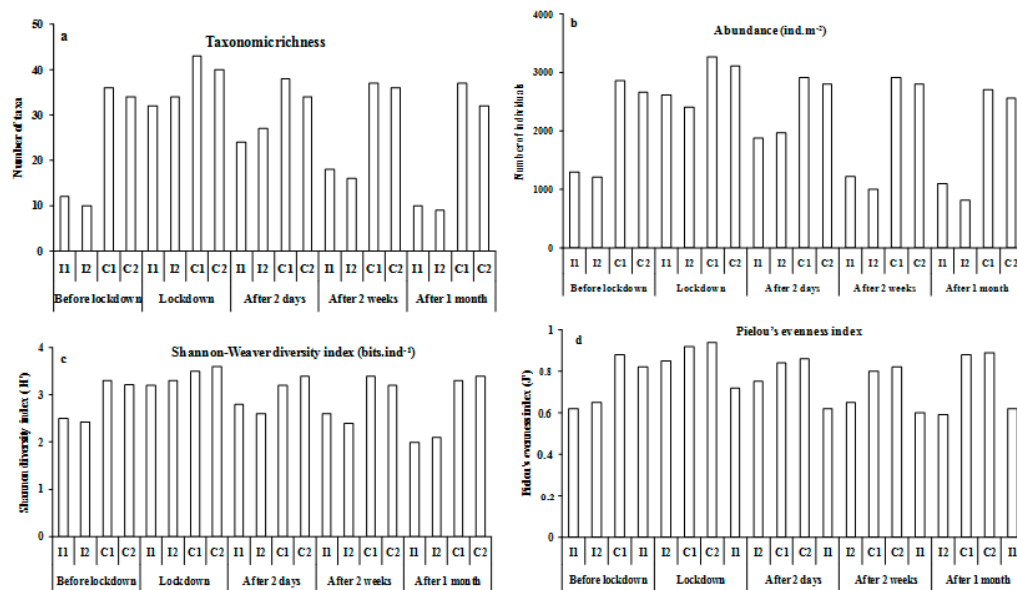 a
Taxonomic richness
Number of taxa
50
40
30
20
10
0
I1 I2 C1 C2 I1 I2 C1 C2 I1 I2 C1 C2 I1 I2 C1 C2 I1 I2 C1 C2
Before lockdown Lockdown After 2 days After 2 weeks After 1 month
b
Abundance (ind.m⁻²)
Number of individuals
4000
3000
2000
1000
0
I1 I2 C1 C2 I1 I2 C1 C2 I1 I2 C1 C2 I1 I2 C1 C2 I1 I2 C1 C2
Before lockdown Lockdown After 2 days After 2 weeks After 1 month
c
Shannon-Weaver diversity index (bits.ind⁻¹)
Shannon diversity index (H')
4
3
2
1
0
I1 I2 C1 C2 I1 I2 C1 C2 I1 I2 C1 C2 I1 I2 C1 C2 I1 I2 C1 C2
Before lockdown Lockdown After 2 days After 2 weeks After 1 month
d
Pielou's evenness index
Pielou's evenness index (J')
1
0.8
0.6
0.4
0.2
0
I1 I2 C1 I1 I2 C1 C2 I1 I2 C1 C2 I1 I2 C1 C2 I1 I2 C1 C2 I1
Before lockdown Lockdown After 2 days After 2 weeks After 1 month